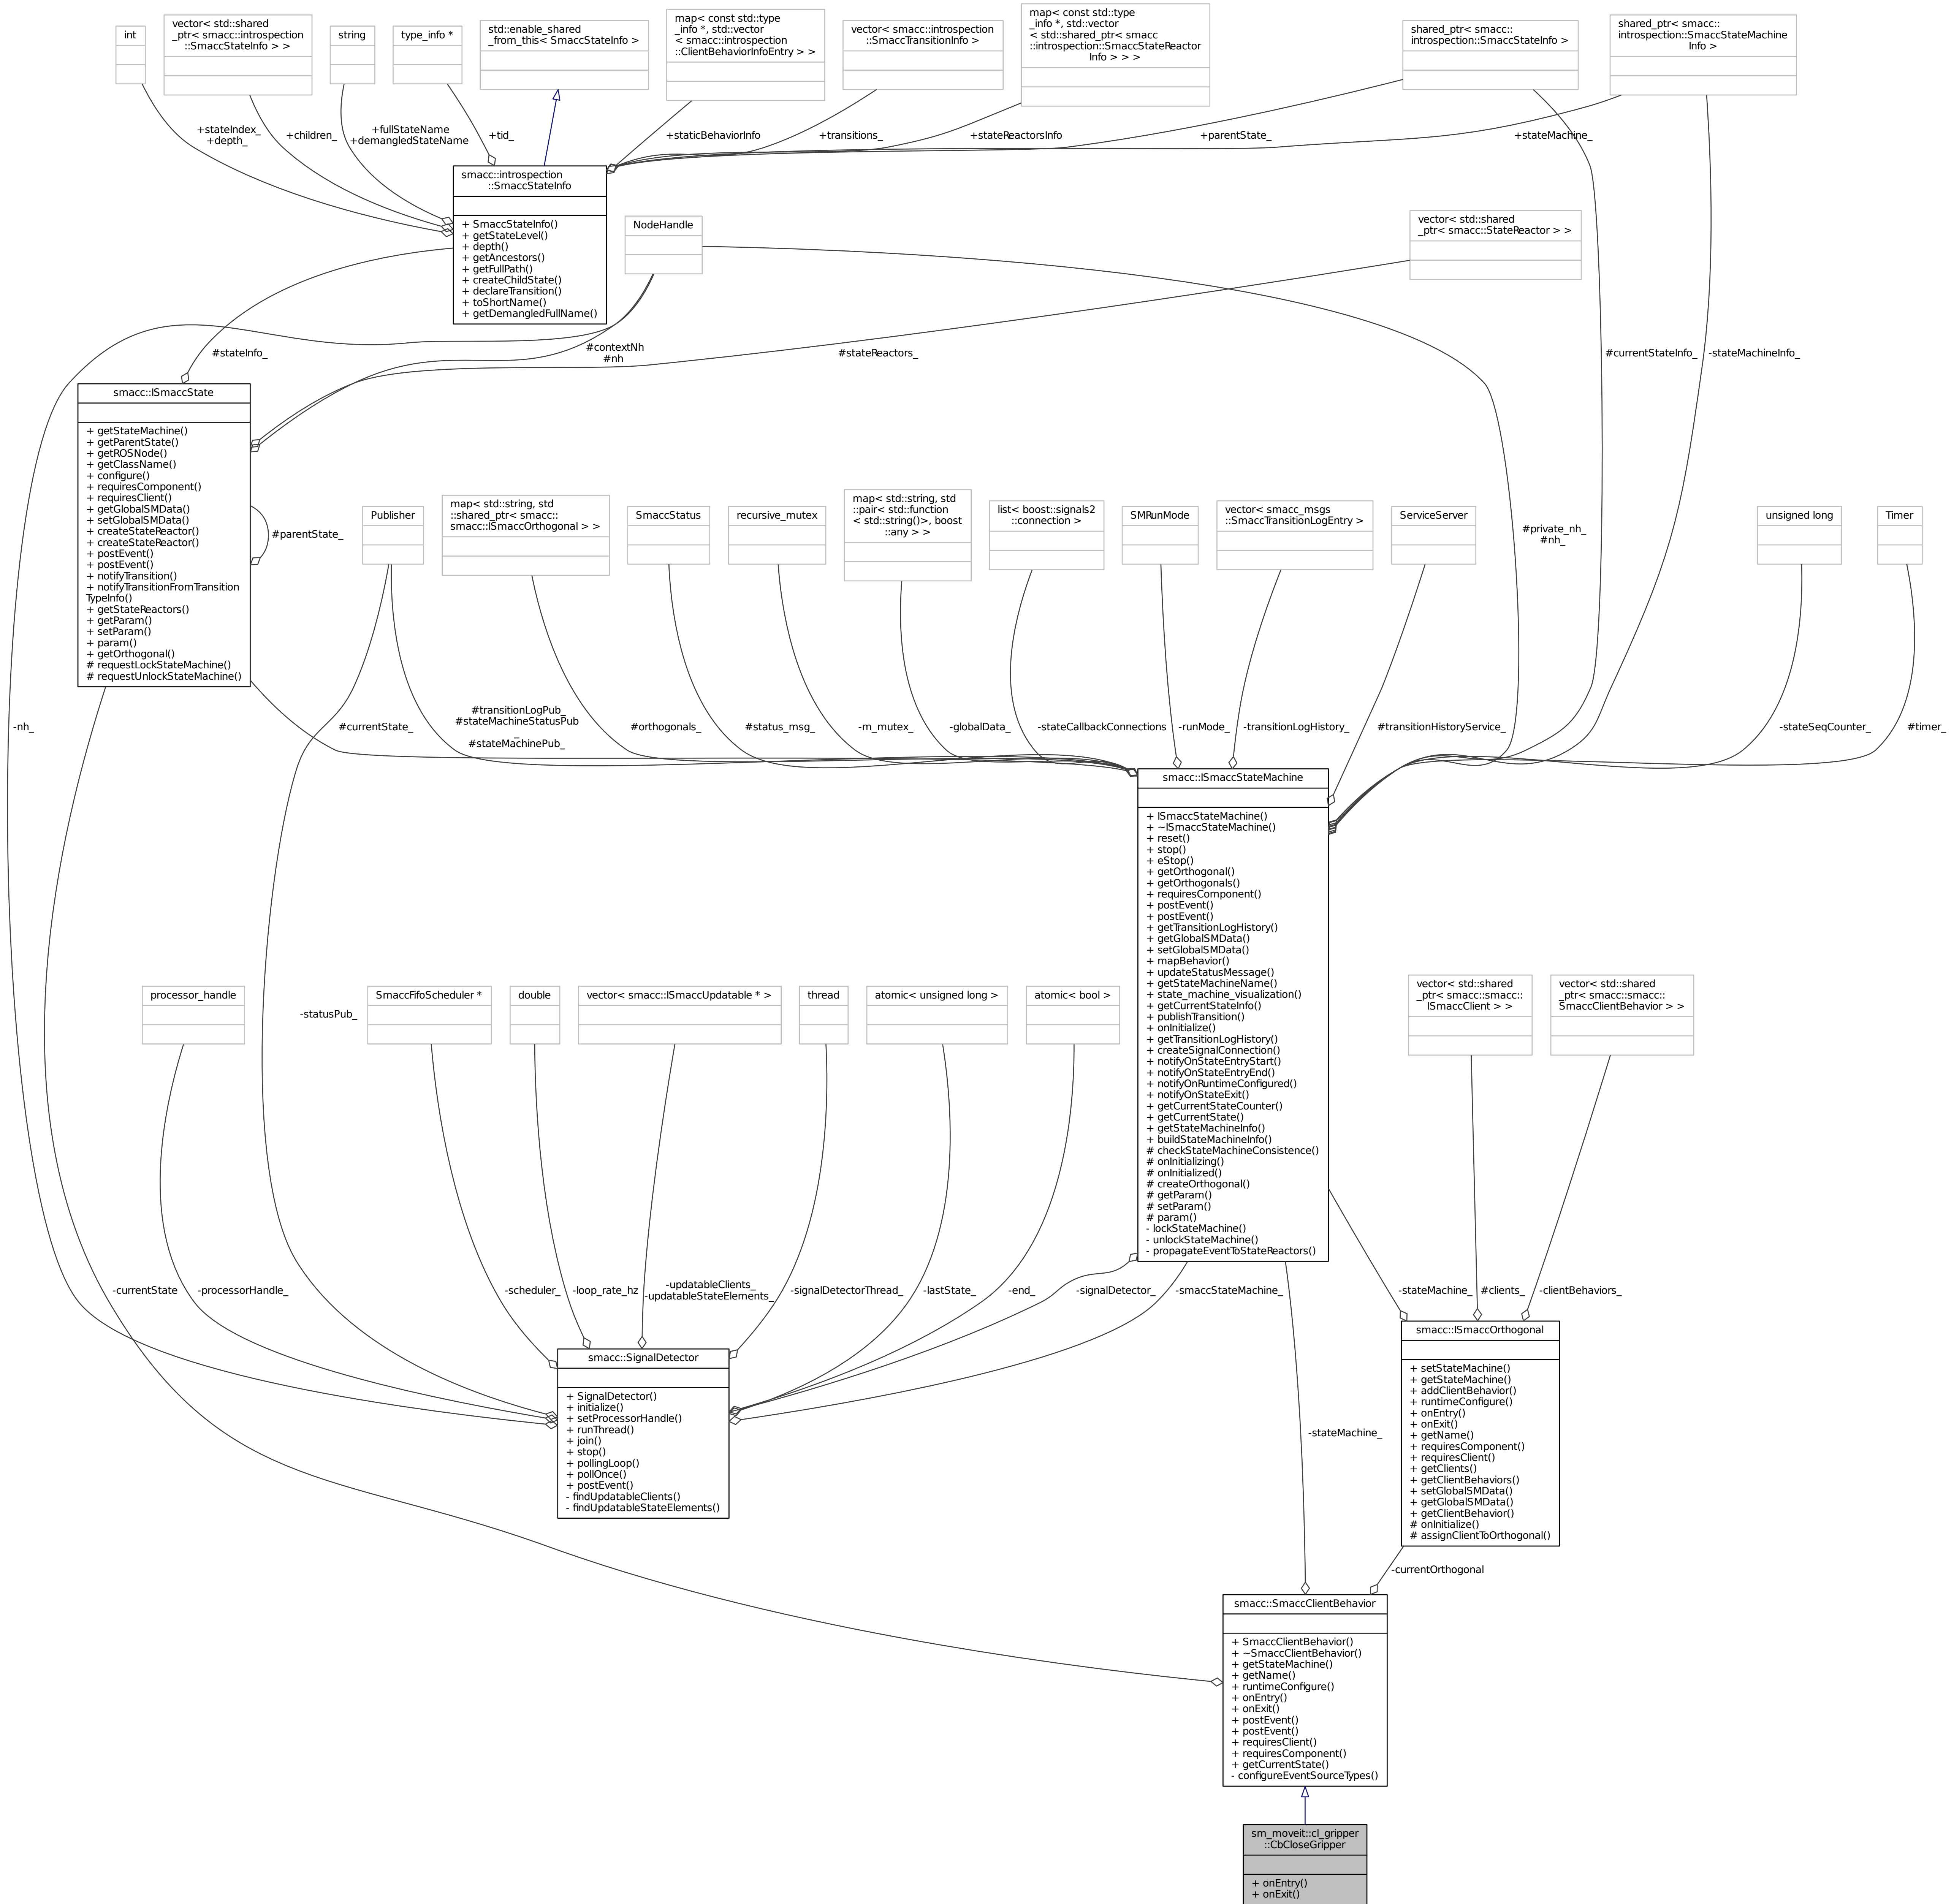 int
vector< std::shared
_ptr< smacc::introspection
::SmaccStateInfo > >
string
type_info *
std::enable_shared
_from_this< SmaccStateInfo >
map< const std::type
_info *, std::vector
< smacc::introspection
::ClientBehaviorInfoEntry > >
vector< smacc::introspection
::SmaccTransitionInfo >
map< const std::type
_info *, std::vector
< std::shared_ptr< smacc
::introspection::SmaccStateReactor
Info > > >
shared_ptr< smacc::
introspection::SmaccStateInfo >
shared_ptr< smacc::
introspection::SmaccStateMachine
Info >
+stateIndex_
+depth_
+children_
+fullStateName
+demangledStateName
+tid_
+staticBehaviorInfo
+transitions_
+stateReactorsInfo
+parentState_
+stateMachine_
smacc::introspection
::SmaccStateInfo
+ SmaccStateInfo()
+ getStateLevel()
+ depth()
+ getAncestors()
+ getFullPath()
+ createChildState()
+ declareTransition()
+ toShortName()
+ getDemangledFullName()
NodeHandle
vector< std::shared
_ptr< smacc::StateReactor > >
#stateInfo_
#contextNh
#nh
#stateReactors_
#currentStateInfo_
-stateMachineInfo_
smacc::ISmaccState
+ getStateMachine()
+ getParentState()
+ getROSNode()
+ getClassName()
+ configure()
+ requiresComponent()
+ requiresClient()
+ getGlobalSMData()
+ setGlobalSMData()
+ createStateReactor()
+ createStateReactor()
+ postEvent()
+ postEvent()
+ notifyTransition()
+ notifyTransitionFromTransition
TypeInfo()
+ getStateReactors()
+ getParam()
+ setParam()
+ param()
+ getOrthogonal()
# requestLockStateMachine()
# requestUnlockStateMachine()
#parentState_
Publisher
map< std::string, std
::shared_ptr< smacc::
smacc::ISmaccOrthogonal > >
SmaccStatus
recursive_mutex
map< std::string, std
::pair< std::function
< std::string()>, boost
::any > >
list< boost::signals2
::connection >
SMRunMode
vector< smacc_msgs
::SmaccTransitionLogEntry >
ServiceServer
#private_nh_
#nh_
unsigned long
Timer
-nh_
#currentState_
#transitionLogPub_
#stateMachineStatusPub
_
#stateMachinePub_
#orthogonals_
#status_msg_
-m_mutex_
-globalData_
-stateCallbackConnections
-runMode_
-transitionLogHistory_
#transitionHistoryService_
-stateSeqCounter_
#timer_
smacc::ISmaccStateMachine
+ ISmaccStateMachine()
+ ~ISmaccStateMachine()
+ reset()
+ stop()
+ eStop()
+ getOrthogonal()
+ getOrthogonals()
+ requiresComponent()
+ postEvent()
+ postEvent()
+ getTransitionLogHistory()
+ getGlobalSMData()
+ setGlobalSMData()
+ mapBehavior()
+ updateStatusMessage()
+ getStateMachineName()
+ state_machine_visualization()
+ getCurrentStateInfo()
+ publishTransition()
+ onInitialize()
+ getTransitionLogHistory()
+ createSignalConnection()
+ notifyOnStateEntryStart()
+ notifyOnStateEntryEnd()
+ notifyOnRuntimeConfigured()
+ notifyOnStateExit()
+ getCurrentStateCounter()
+ getCurrentState()
+ getStateMachineInfo()
+ buildStateMachineInfo()
# checkStateMachineConsistence()
# onInitializing()
# onInitialized()
# createOrthogonal()
# getParam()
# setParam()
# param()
- lockStateMachine()
- unlockStateMachine()
- propagateEventToStateReactors()
processor_handle
-statusPub_
SmaccFifoScheduler *
double
vector< smacc::ISmaccUpdatable * >
thread
atomic< unsigned long >
atomic< bool >
vector< std::shared
_ptr< smacc::smacc::
ISmaccClient > >
vector< std::shared
_ptr< smacc::smacc::
SmaccClientBehavior > >
-currentState
-processorHandle_
-scheduler_
-loop_rate_hz
-updatableClients_
-updatableStateElements_
-signalDetectorThread_
-lastState_
-end_
-signalDetector_
-smaccStateMachine_
-stateMachine_
#clients_
-clientBehaviors_
smacc::SignalDetector
+ SignalDetector()
+ initialize()
+ setProcessorHandle()
+ runThread()
+ join()
+ stop()
+ pollingLoop()
+ pollOnce()
+ postEvent()
- findUpdatableClients()
- findUpdatableStateElements()
-stateMachine_
smacc::ISmaccOrthogonal
+ setStateMachine()
+ getStateMachine()
+ addClientBehavior()
+ runtimeConfigure()
+ onEntry()
+ onExit()
+ getName()
+ requiresComponent()
+ requiresClient()
+ getClients()
+ getClientBehaviors()
+ setGlobalSMData()
+ getGlobalSMData()
+ getClientBehavior()
# onInitialize()
# assignClientToOrthogonal()
-currentOrthogonal
smacc::SmaccClientBehavior
+ SmaccClientBehavior()
+ ~SmaccClientBehavior()
+ getStateMachine()
+ getName()
+ runtimeConfigure()
+ onEntry()
+ onExit()
+ postEvent()
+ postEvent()
+ requiresClient()
+ requiresComponent()
+ getCurrentState()
- configureEventSourceTypes()
sm_moveit::cl_gripper
::CbCloseGripper
+ onEntry()
+ onExit()